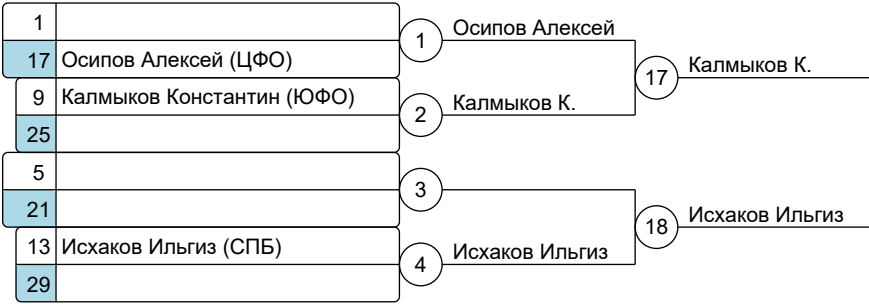 1
17 Осипов Алексей (ЦФО)
1 Осипов Алексей
9 Калмыков Константин (ЮФО)
25
2 Калмыков К.
17 Калмыков К.
5
21
3
13 Исхаков Ильгиз (СПБ)
29
4 Исхаков Ильгиз
18 Исхаков Ильгиз